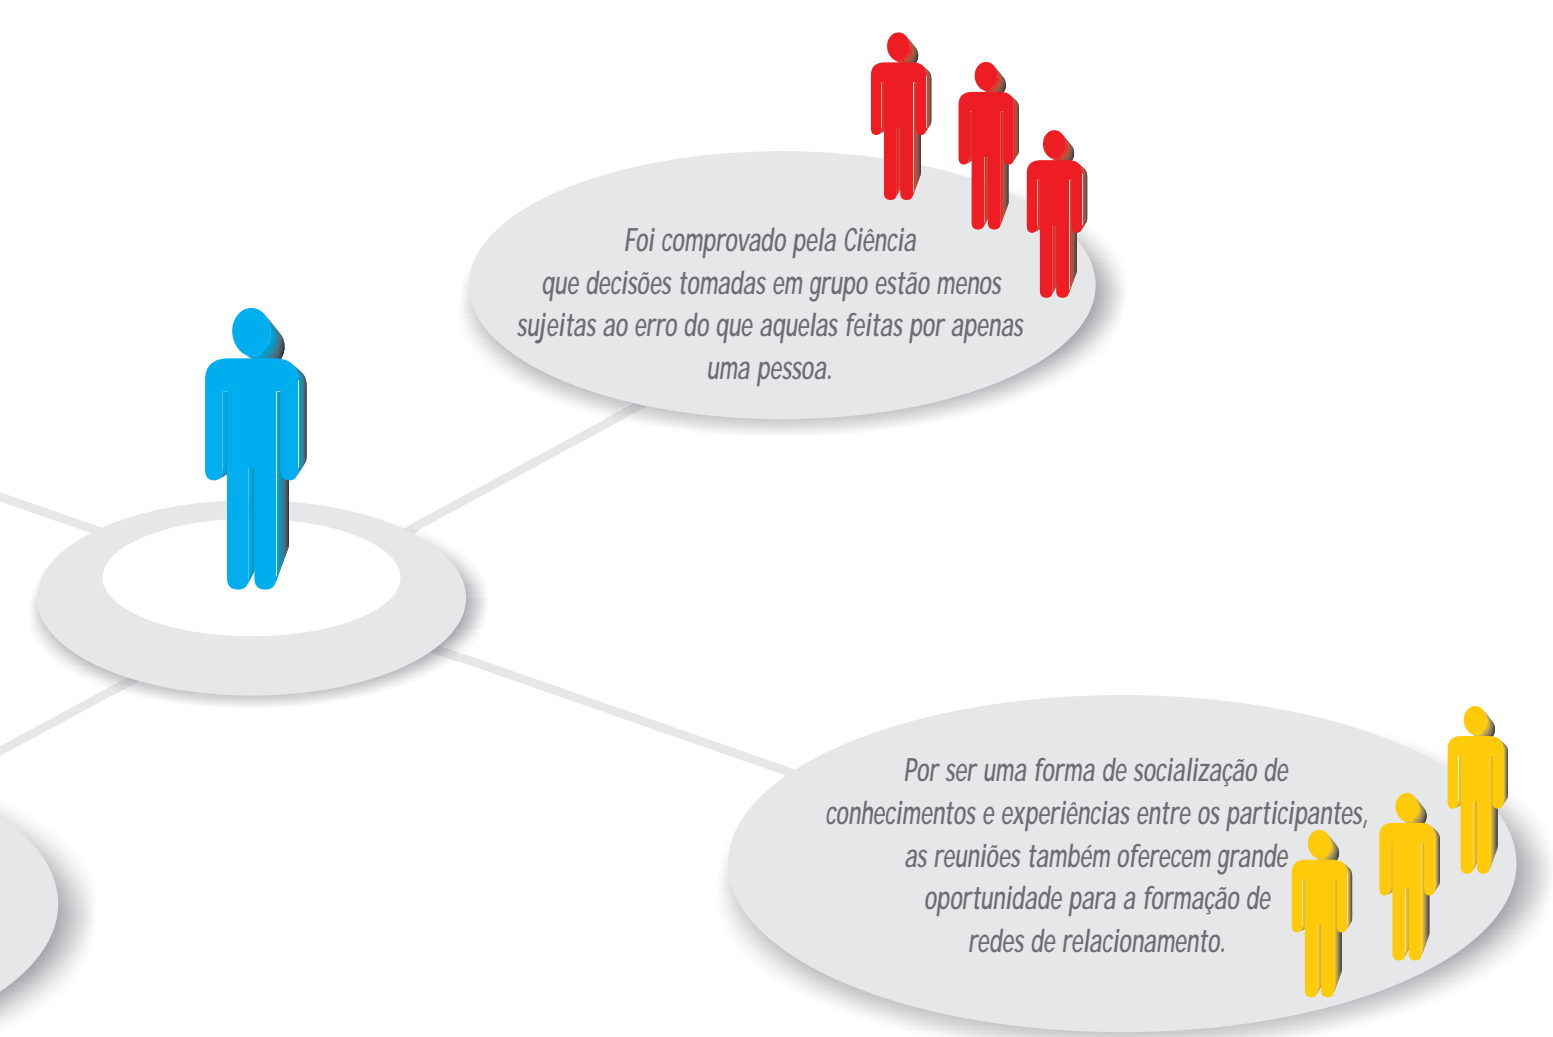 Foi comprovado pela Ciência
que decisões tomadas em grupo estão menos
sujeitas ao erro do que aquelas feitas por apenas
uma pessoa.
Por ser uma forma de socialização de
conhecimentos e experiências entre os participantes,
as reuniões também oferecem grande
oportunidade para a formação de
redes de relacionamento.